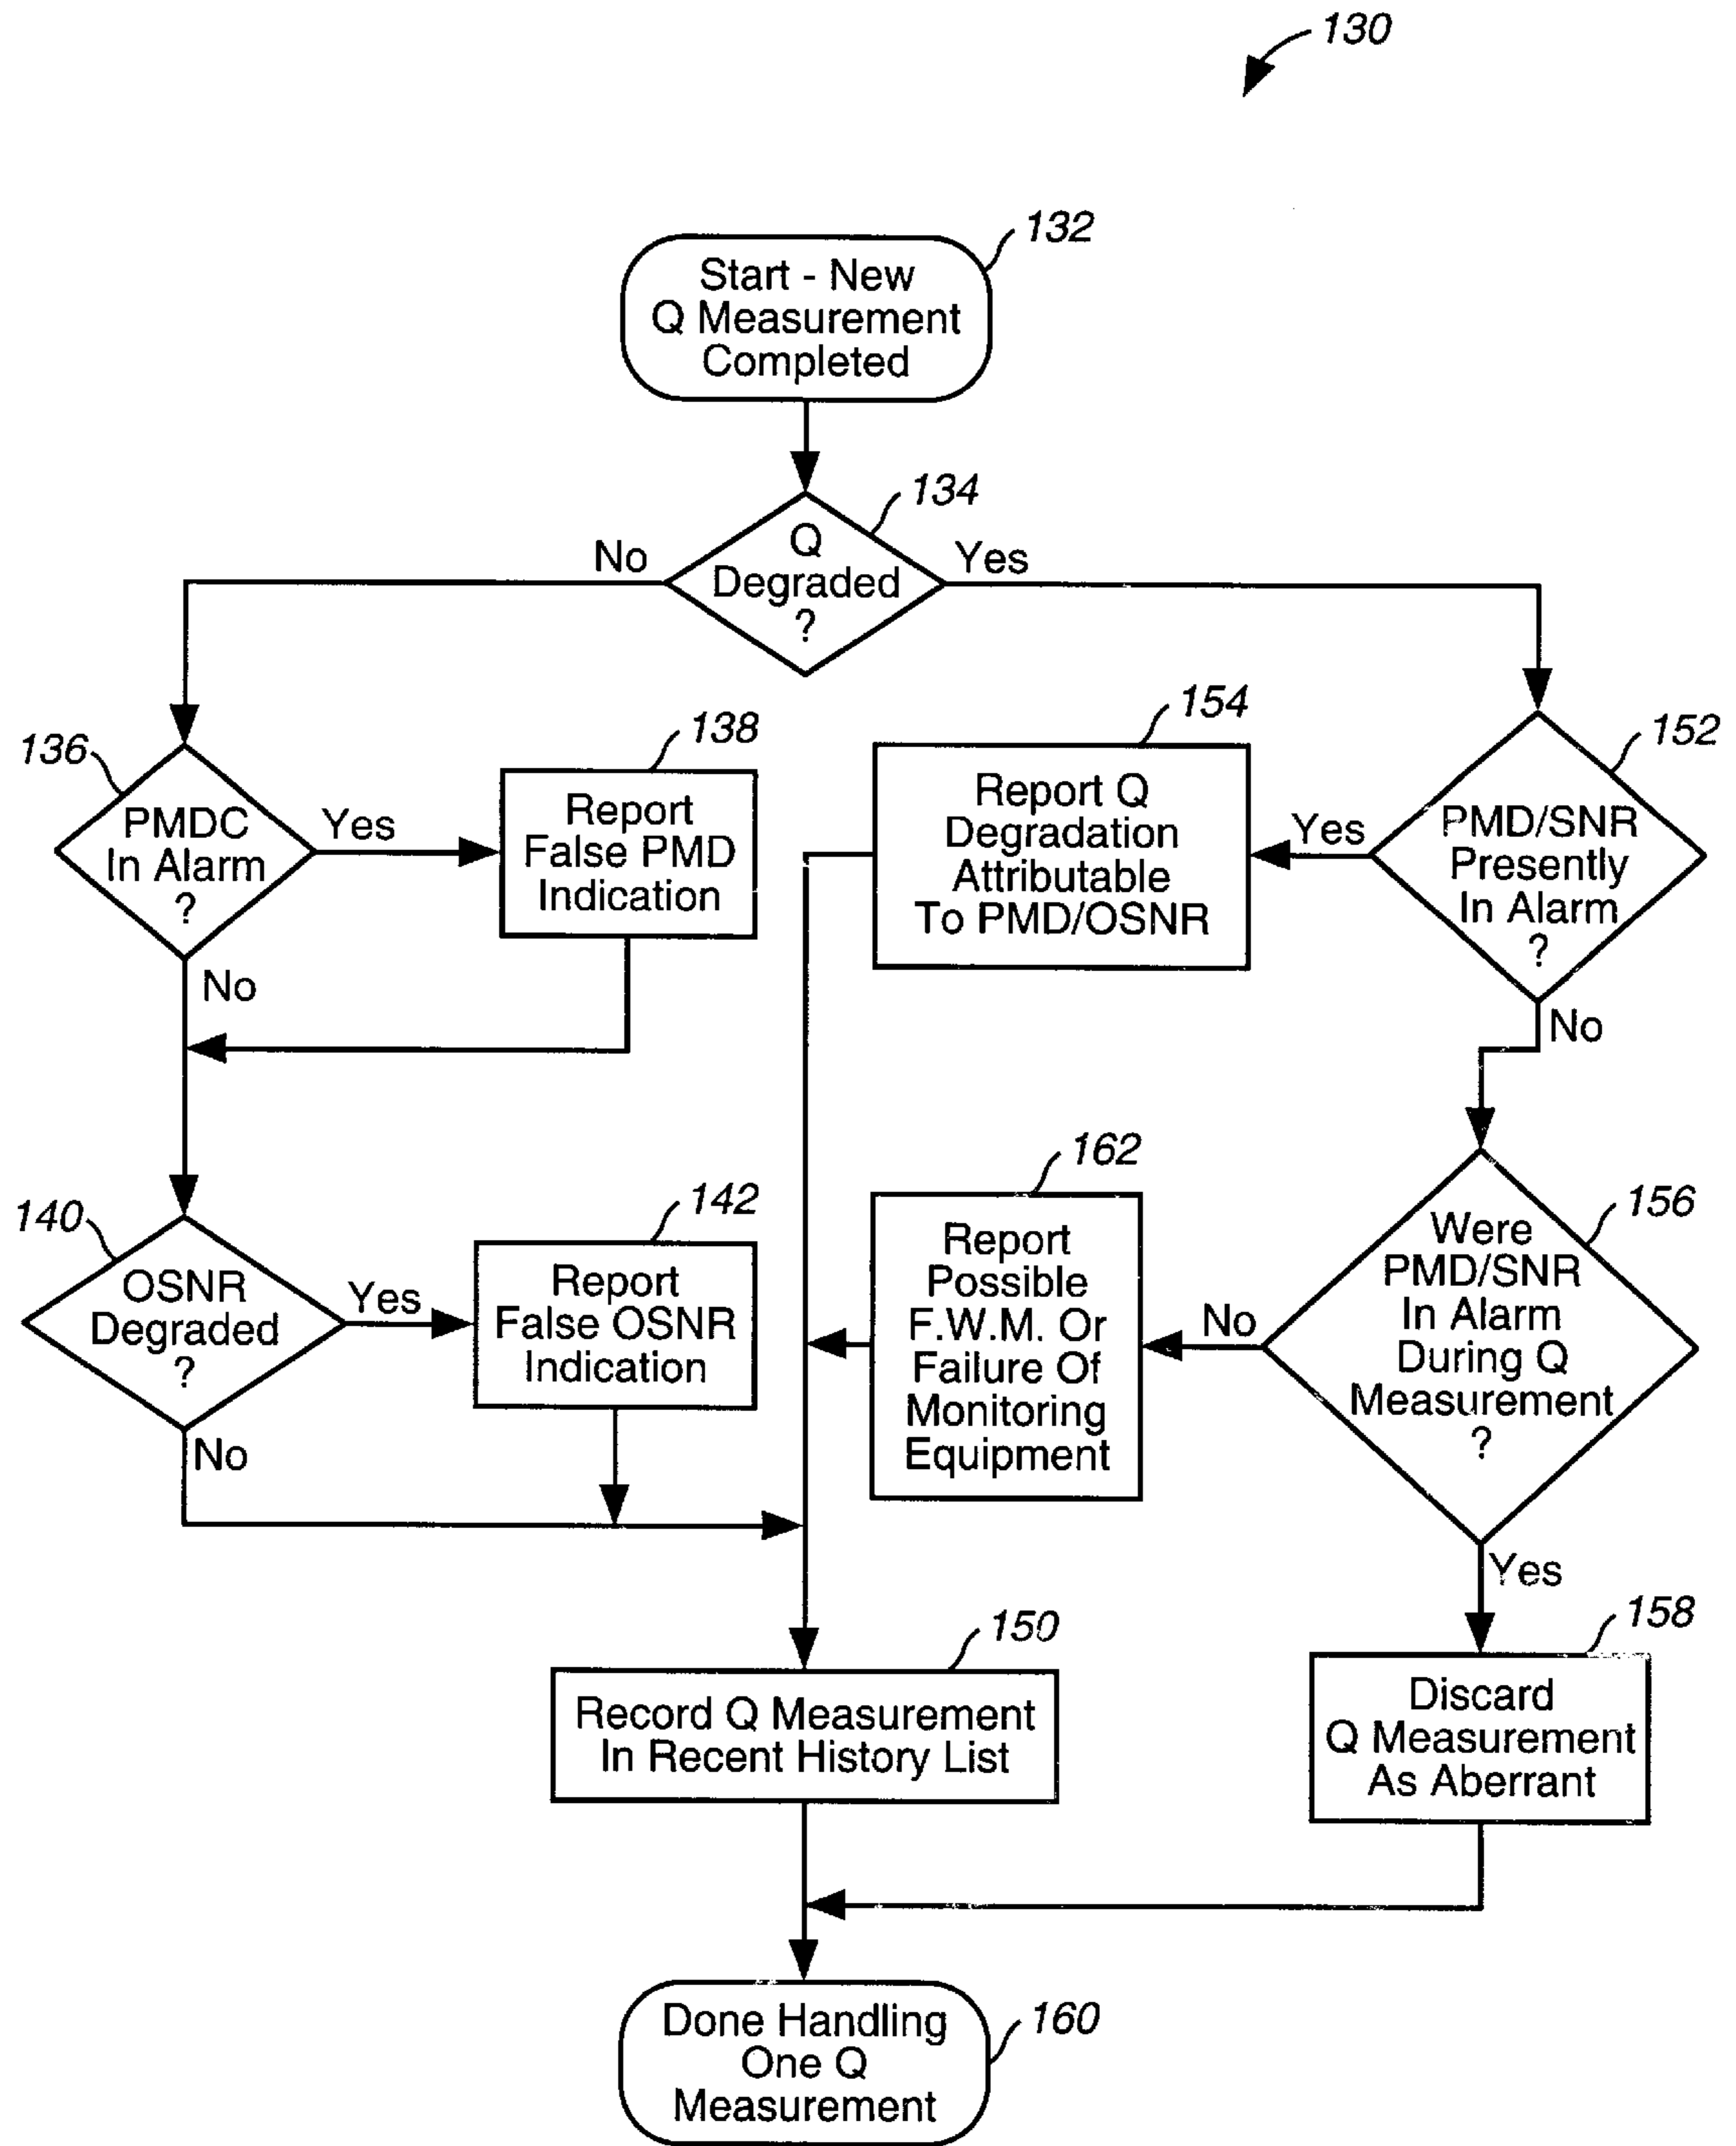 130
132
Start - New
Q Measurement
Completed
134
Q
Degraded
?
No
Yes
136
PMDC
In Alarm
?
Yes
No
138
Report
False PMD
Indication
154
Report Q
Degradation
Attributable
To PMD/OSNR
152
PMD/SNR
Presently
In Alarm
?
Yes
No
140
OSNR
Degraded
?
Yes
No
142
Report
False OSNR
Indication
162
Report
Possible
F.W.M. Or
Failure Of
Monitoring
Equipment
156
Were
PMD/SNR
In Alarm
During Q
Measurement
?
No
Yes
150
Record Q Measurement
In Recent History List
158
Discard
Q Measurement
As Aberrant
160
Done Handling
One Q
Measurement